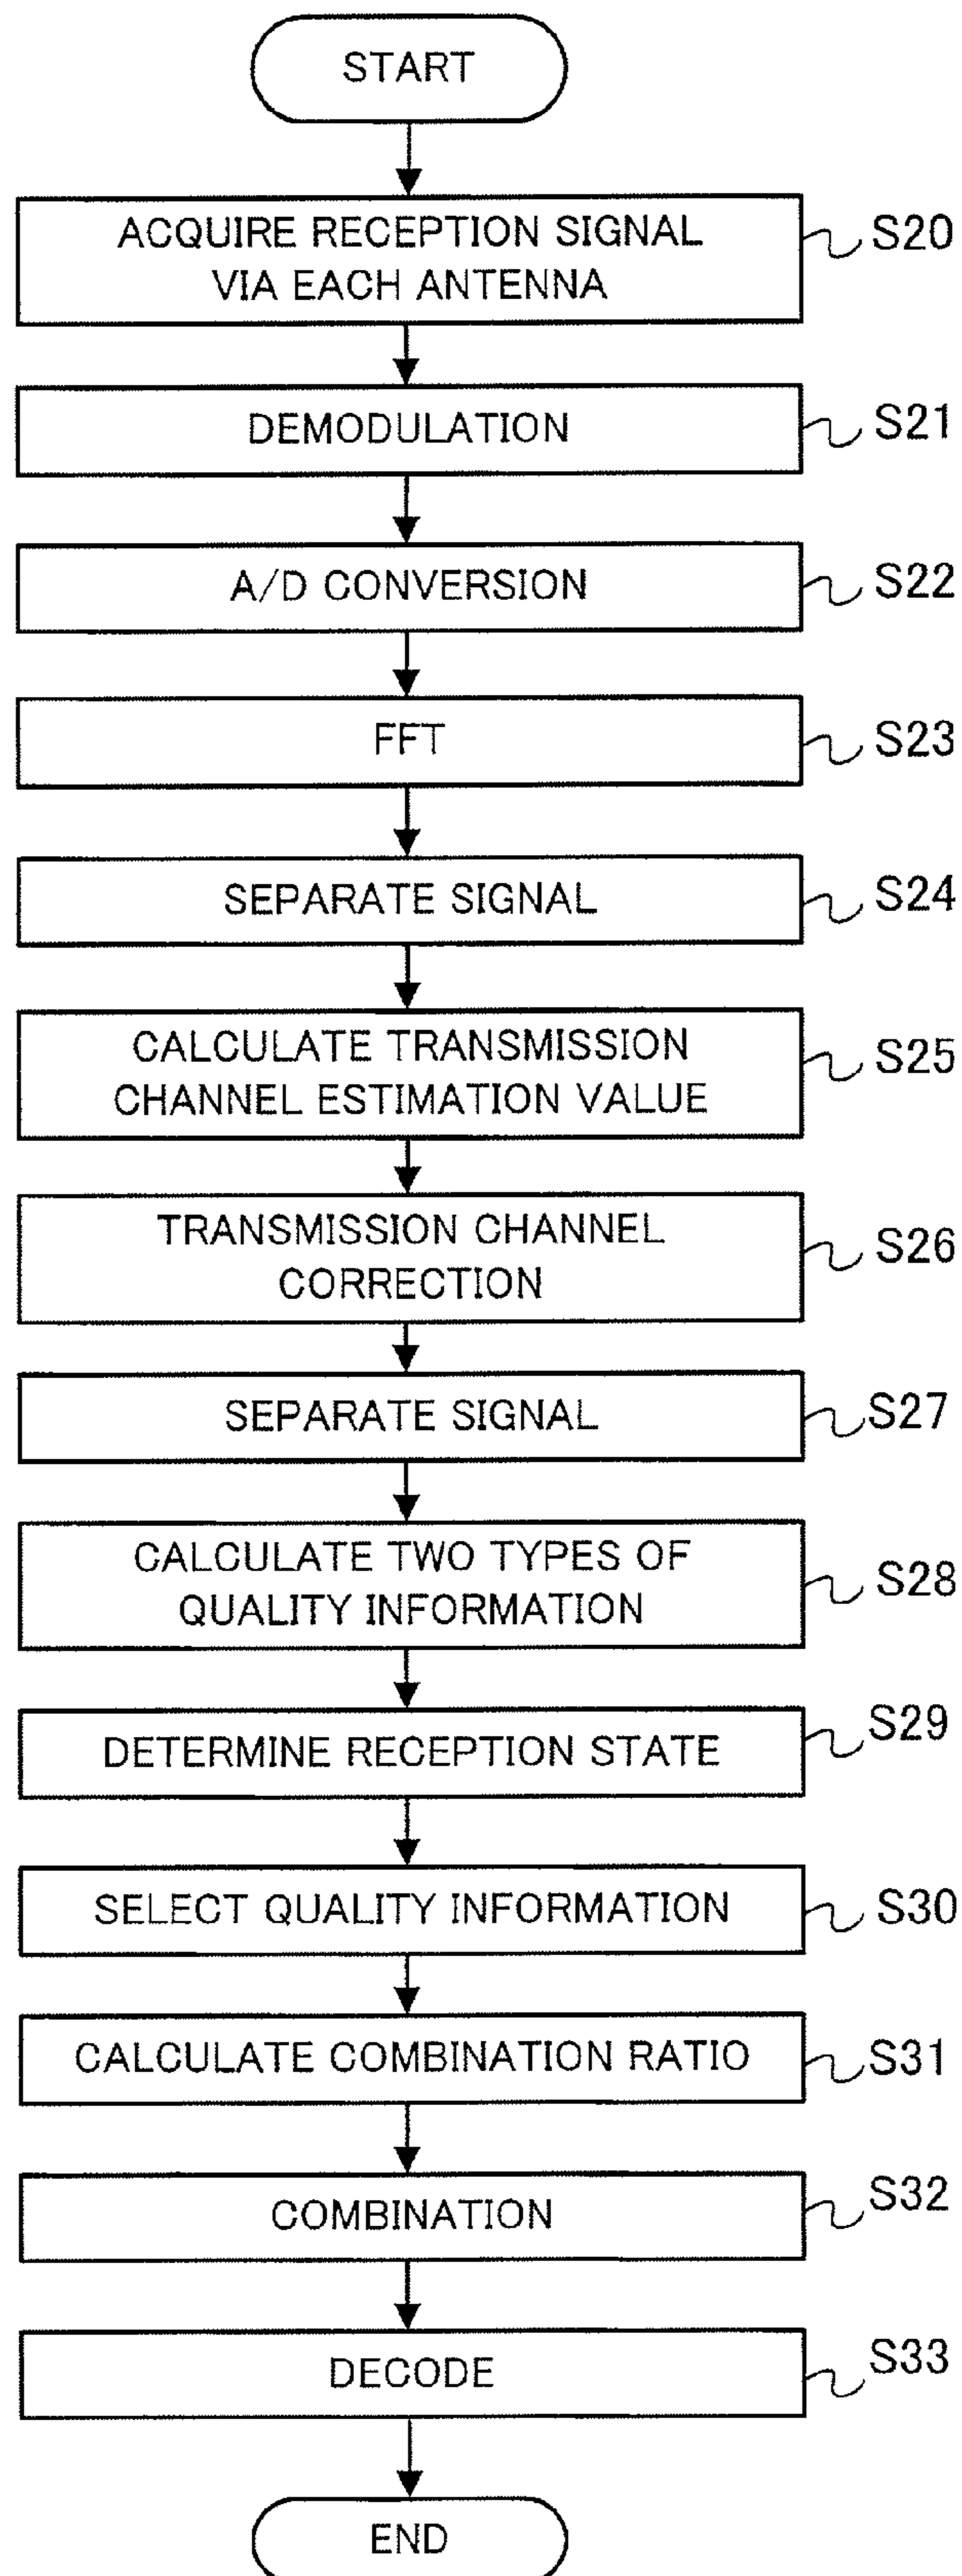 START
ACQUIRE RECEPTION SIGNAL
VIA EACH ANTENNA
S20
DEMODULATION
S21
A/D CONVERSION
S22
FFT
S23
SEPARATE SIGNAL
S24
CALCULATE TRANSMISSION
CHANNEL ESTIMATION VALUE
S25
TRANSMISSION CHANNEL
CORRECTION
S26
SEPARATE SIGNAL
S27
CALCULATE TWO TYPES OF
QUALITY INFORMATION
S28
DETERMINE RECEPTION STATE
S29
SELECT QUALITY INFORMATION
S30
CALCULATE COMBINATION RATIO
S31
COMBINATION
S32
DECODE
S33
END